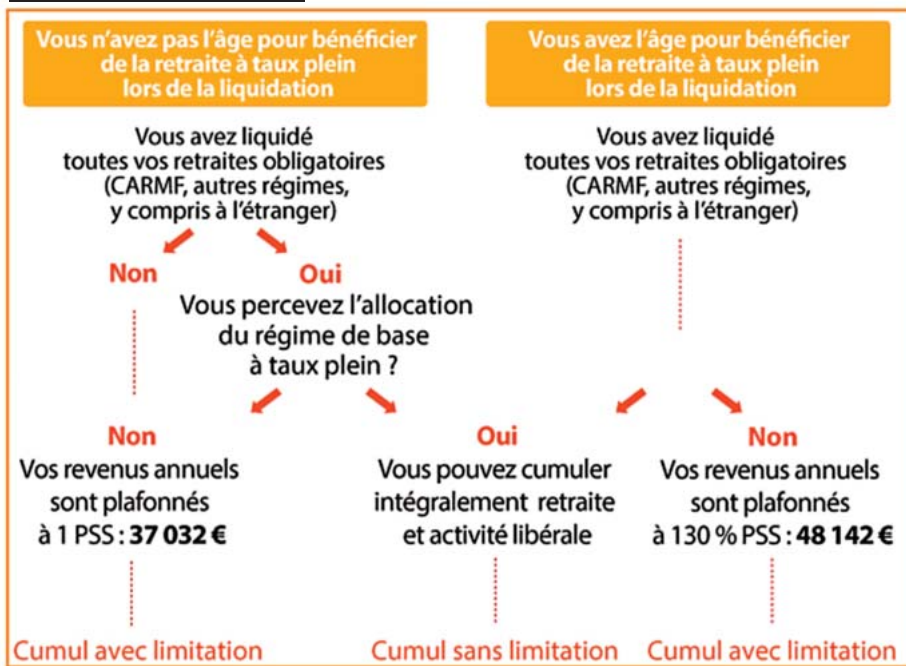 Vous n'avez pas l'âge pour bénéficier
de la retraite à taux plein
lors de la liquidation
Vous avez l'âge pour bénéficier
de la retraite à taux plein
lors de la liquidation
Vous avez liquidé
toutes vos retraites obligatoires
(CARMF, autres régimes,
y compris à l'étranger)
Vous avez liquidé
toutes vos retraites obligatoires
(CARMF, autres régimes,
y compris à l'étranger)
Non
Oui
Vous percevez l'allocation
du régime de base
à taux plein ?
Non
Vos revenus annuels
sont plafonnés
à 1 PSS : 37 032 €
Oui
Vous pouvez cumuler
intégralement retraite
et activité libérale
Non
Vos revenus annuels
sont plafonnés
à 130 % PSS : 48 142 €
Cumul avec limitation
Cumul sans limitation
Cumul avec limitation